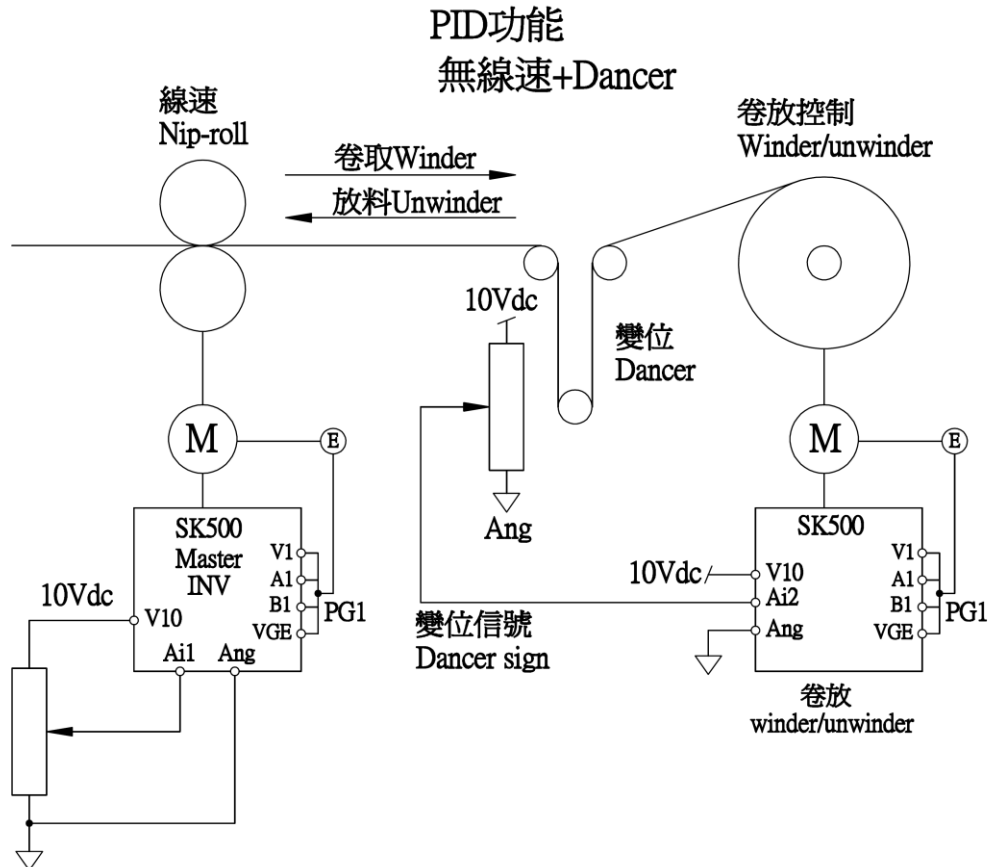 PID功能
無線速+Dancer
線速
Nip-roll
卷取Winder
放料Unwinder
卷放控制
Winder/unwinder
10Vdc
變位
Dancer
Ang
M
E
SK500
Master
INV
V1
A1
B1
VGE
PG1
10Vdc
V10
Ai1
Ang
變位信號
Dancer sign
M
E
SK500
10Vdc
V10
Ai2
Ang
V1
A1
B1
VGE
PG1
卷放
winder/unwinder